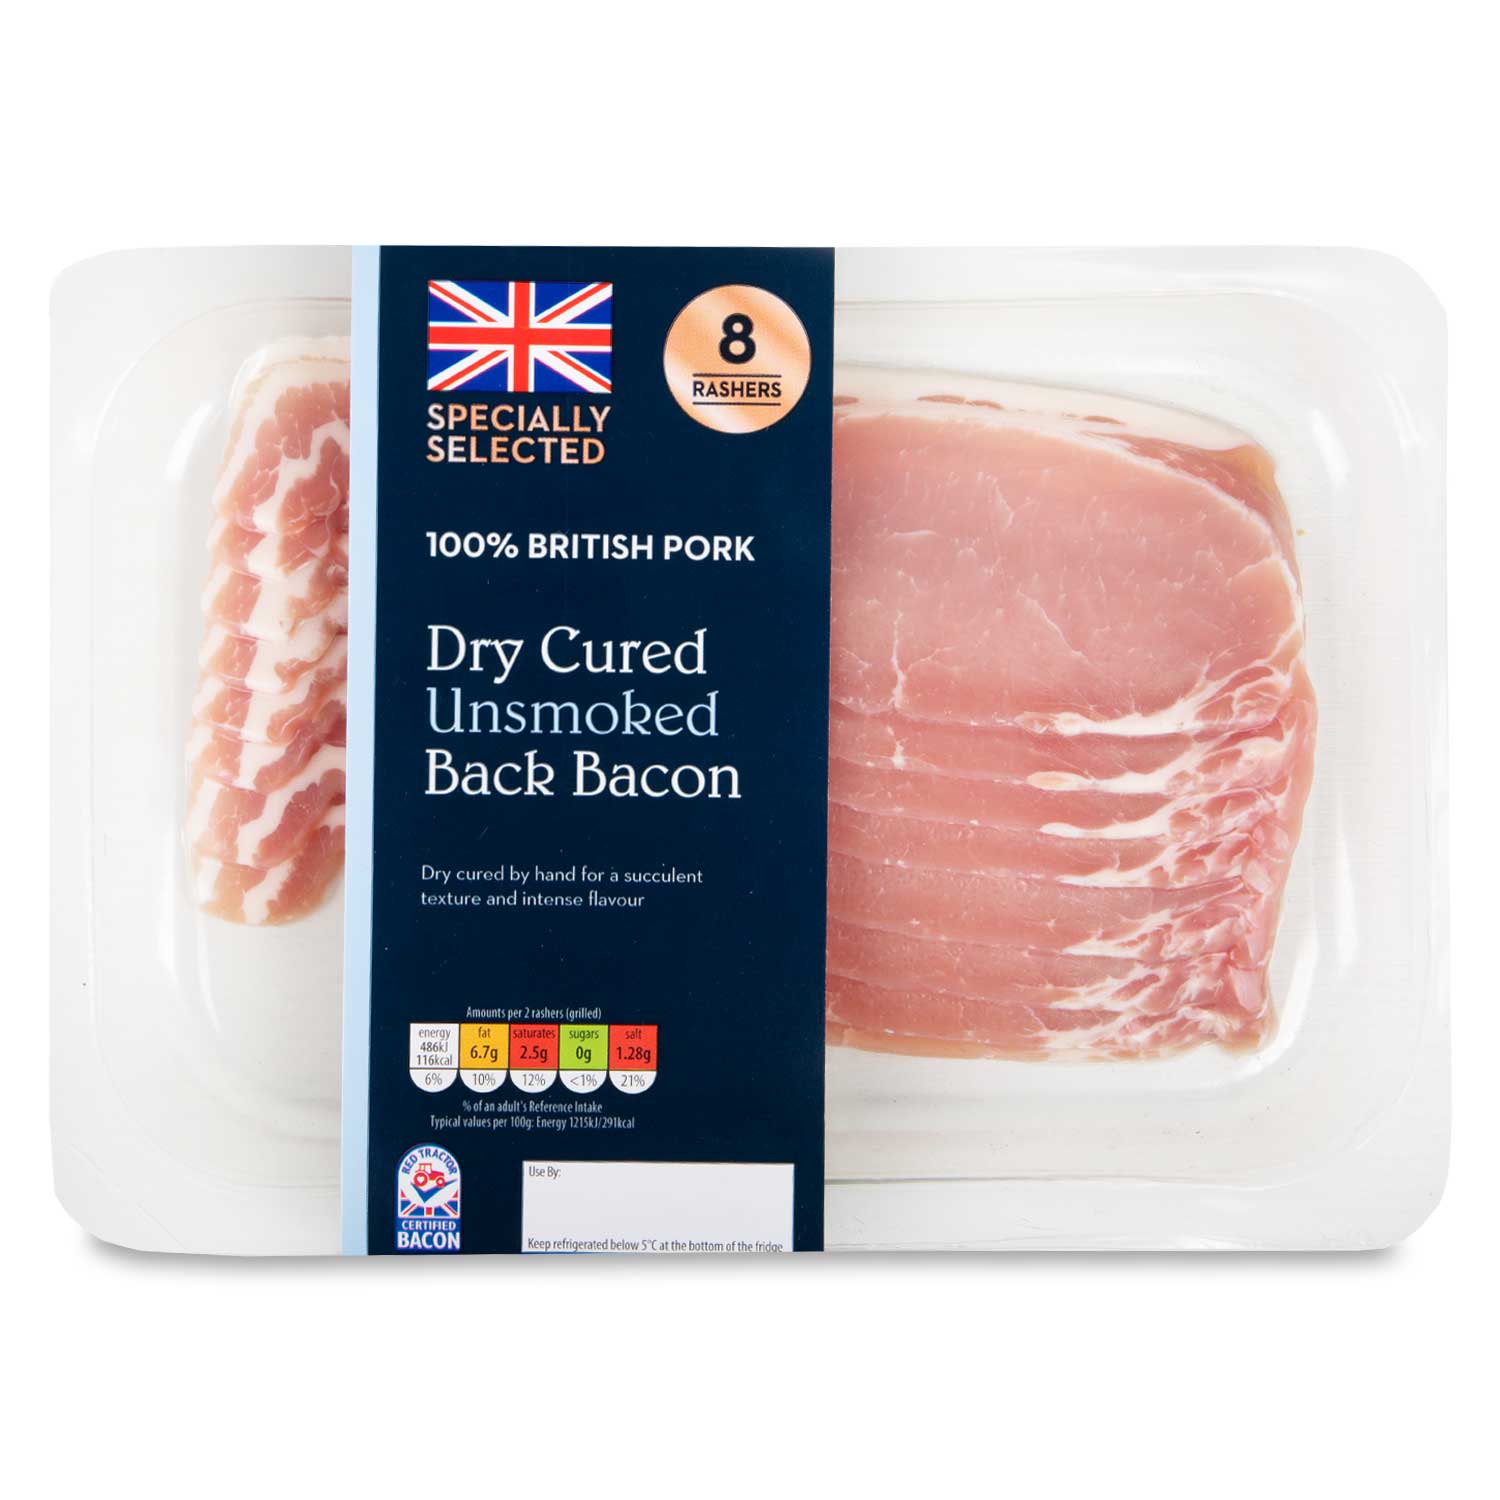 SPECIALLY
SELECTED
8
RASHERS
100% BRITISH PORK
Dry Cured
Unsmoked
Back Bacon
Dry cured by hand for a succulent
texture and intense flavour
Amounts per 2 rashers (grilled)
energy fat saturates sugars salt
486kJ
116kcal 6.7g 2.5g 0g 1.28g
6% 10% 12% <1% 21%
% of an adult's Reference Intake
Typical values per 100g: Energy 1215kJ/291kcal
RED TRACTOR
CERTIFIED
BACON
Use By:
Keep refrigerated below 5°C at the bottom of the fridge